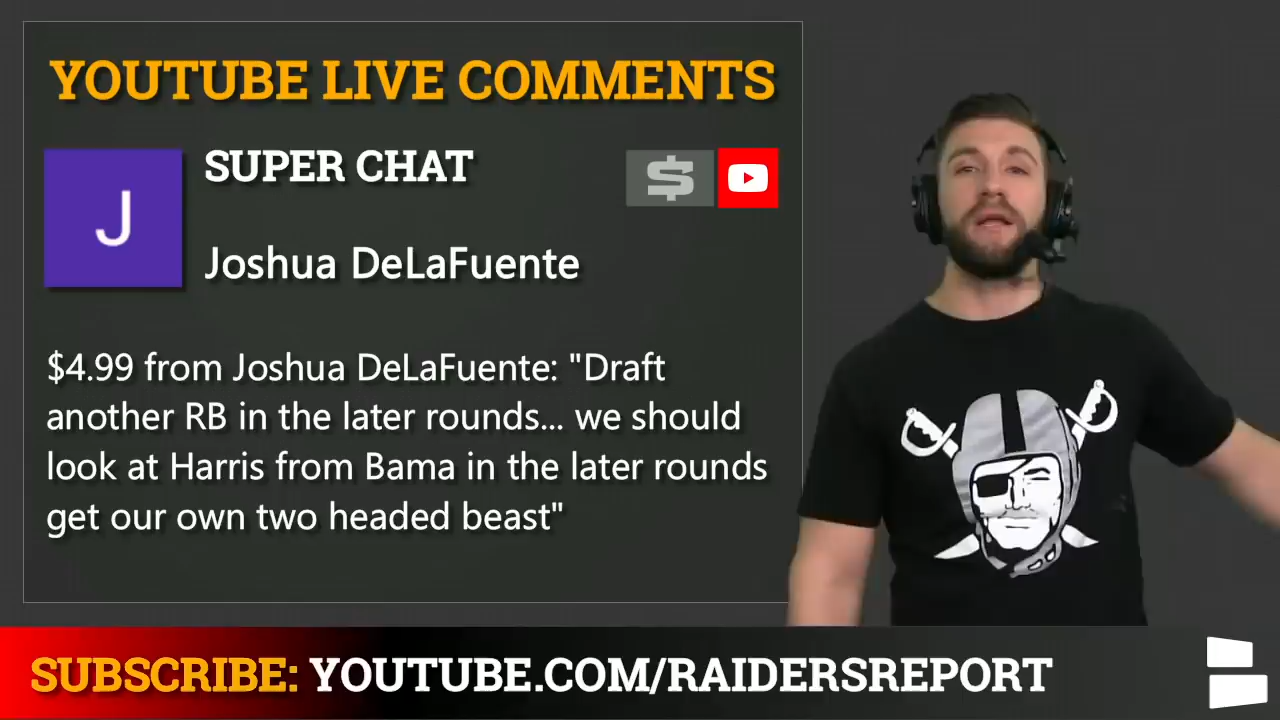 YOUTUBE LIVE COMMENTS
J
SUPER CHAT
$
Joshua DeLaFuente
$4.99 from Joshua DeLaFuente: "Draft
another RB in the later rounds... we should
look at Harris from Bama in the later rounds
get our own two headed beast"
SUBSCRIBE: YOUTUBE.COM/RAIDERSREPORT